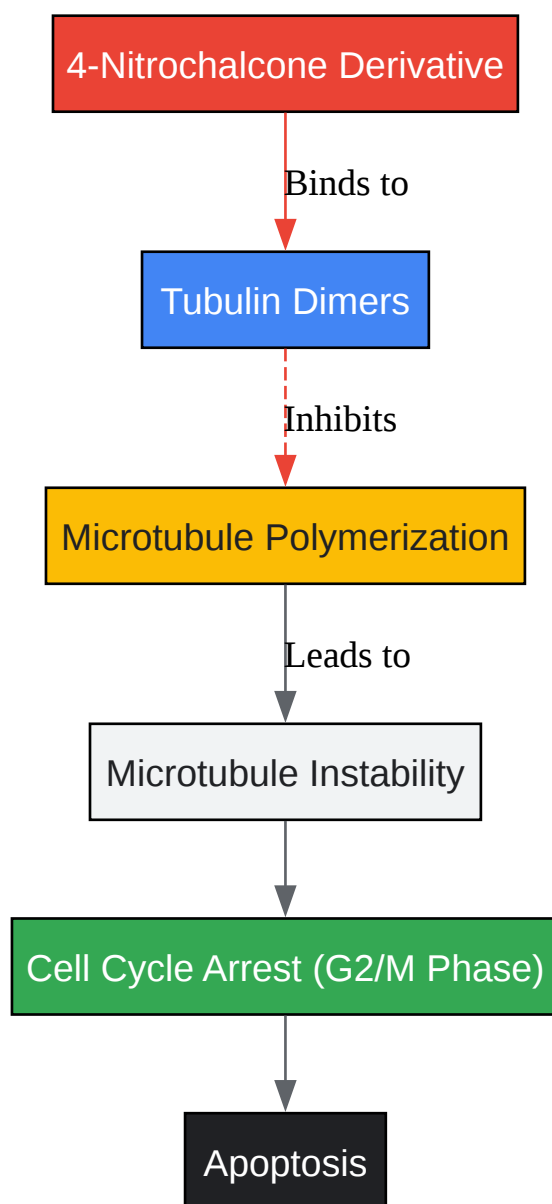 4-Nitrochalcone Derivative
Binds to
Tubulin Dimers
Inhibits
Microtubule Polymerization
Leads to
Microtubule Instability
Cell Cycle Arrest (G2/M Phase)
Apoptosis